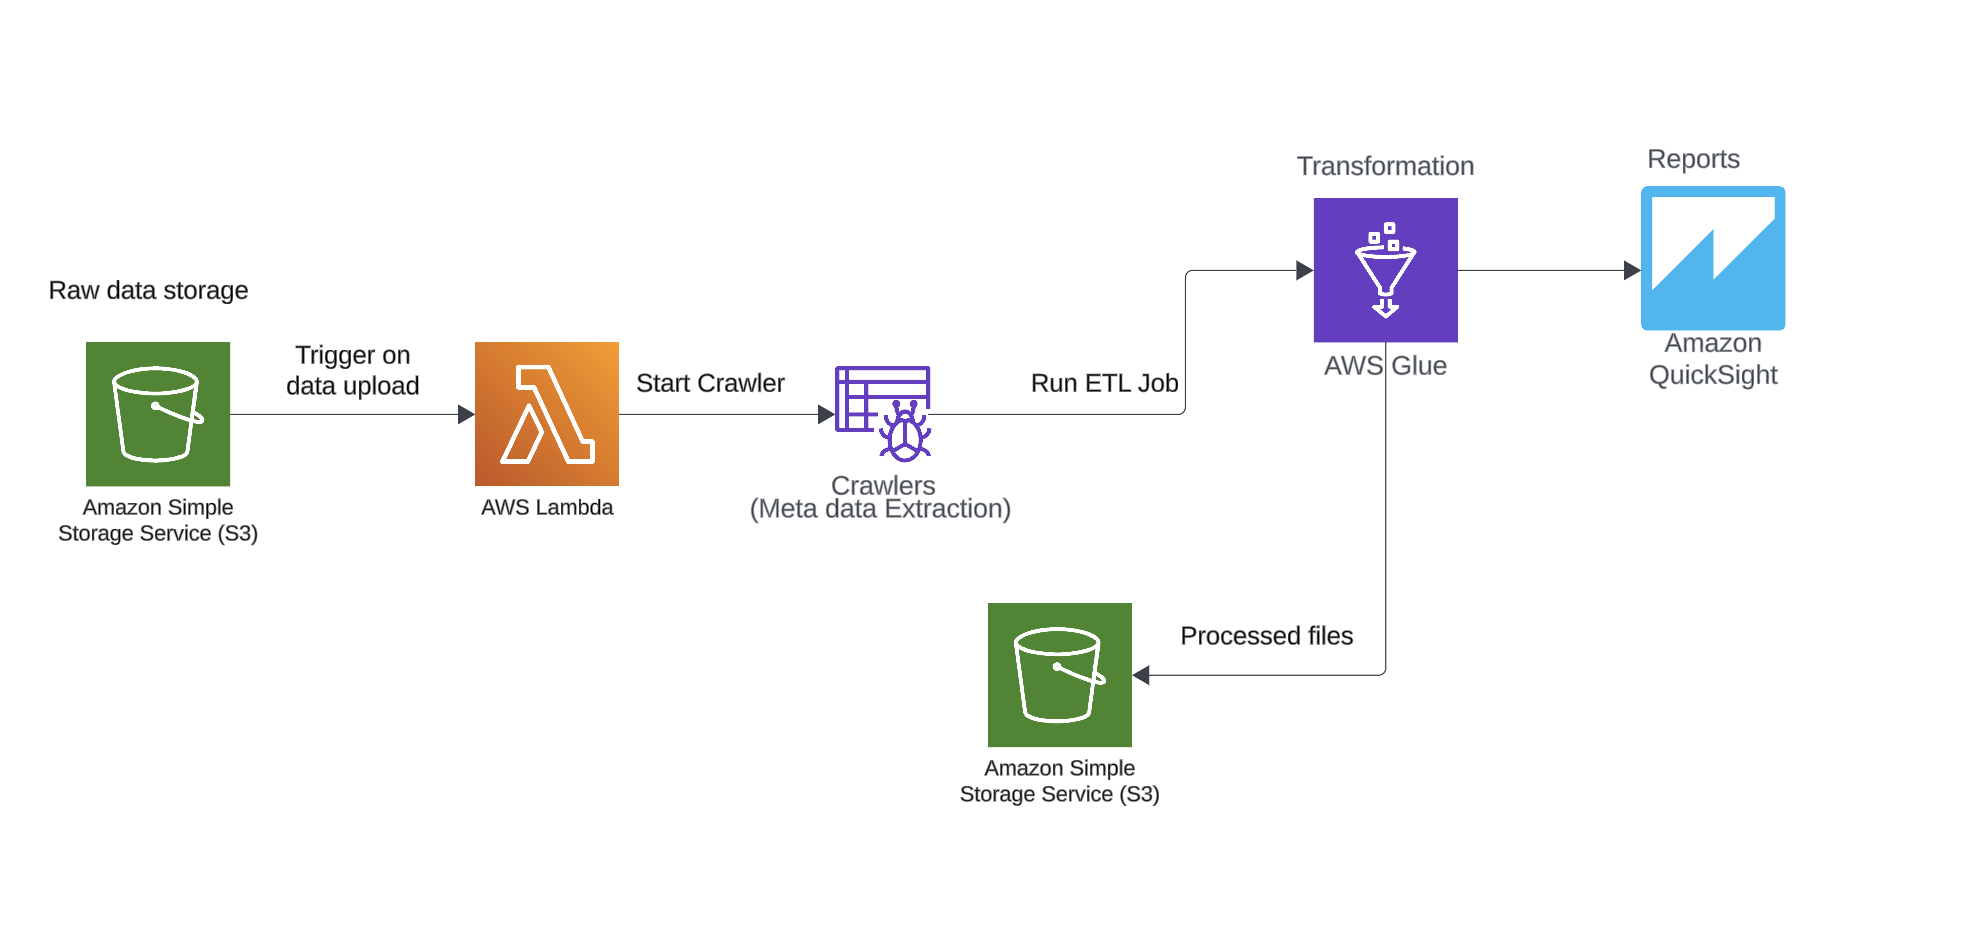 Raw data storage
Amazon Simple
Storage Service (S3)
Trigger on
data upload
AWS Lambda
Start Crawler
Crawlers
(Meta data Extraction)
Run ETL Job
Transformation
AWS Glue
Reports
Amazon
QuickSight
Processed files
Amazon Simple
Storage Service (S3)